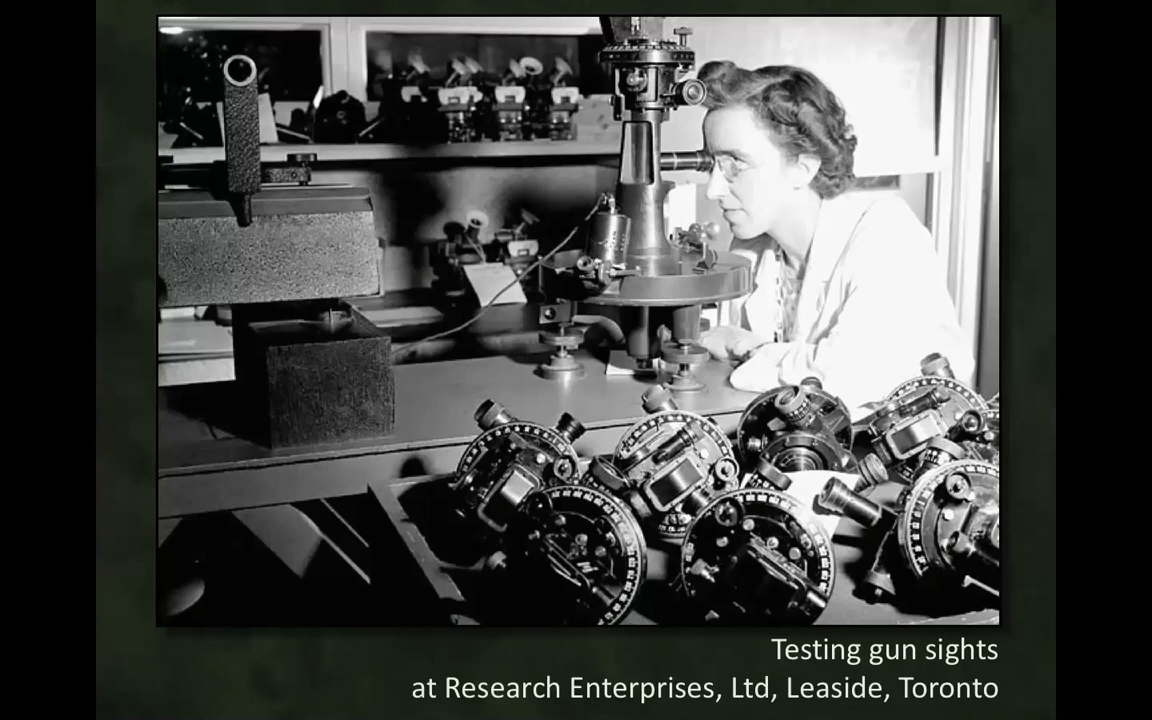 Testing gun sights
at Research Enterprises, Ltd, Leaside, Toronto